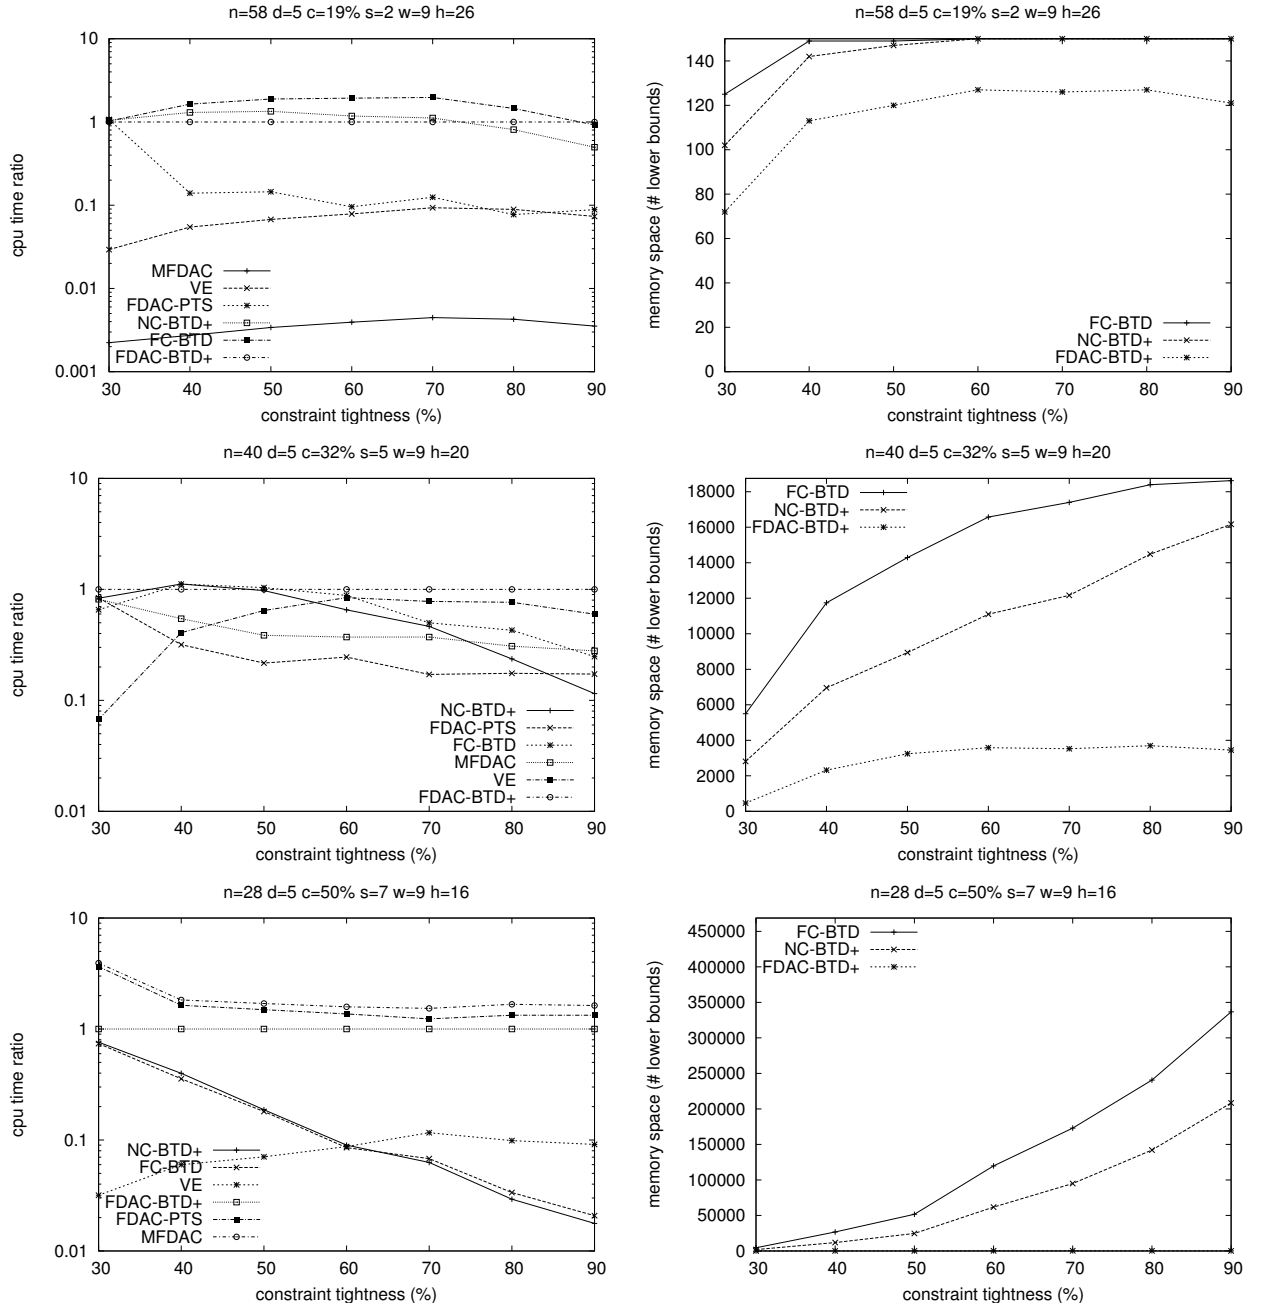 n=58 d=5 c=19% s=2 w=9 h=26
10
1
0.1
0.01
0.001
cpu time ratio
MFDAC
VE
FDAC-PTS
NC-BTD+
FC-BTD
FDAC-BTD+
30 40 50 60 70 80 90
constraint tightness (%)
n=58 d=5 c=19% s=2 w=9 h=26
140
120
100
80
60
40
20
0
memory space (# lower bounds)
FC-BTD
NC-BTD+
FDAC-BTD+
30 40 50 60 70 80 90
constraint tightness (%)
n=40 d=5 c=32% s=5 w=9 h=20
10
1
0.1
0.01
cpu time ratio
NC-BTD+
FDAC-PTS
FC-BTD
MFDAC
VE
FDAC-BTD+
30 40 50 60 70 80 90
constraint tightness (%)
n=40 d=5 c=32% s=5 w=9 h=20
18000
16000
14000
12000
10000
8000
6000
4000
2000
0
memory space (# lower bounds)
FC-BTD
NC-BTD+
FDAC-BTD+
30 40 50 60 70 80 90
constraint tightness (%)
n=28 d=5 c=50% s=7 w=9 h=16
10
1
0.1
0.01
cpu time ratio
NC-BTD+
FC-BTD
VE
FDAC-BTD+
FDAC-PTS
MFDAC
30 40 50 60 70 80 90
constraint tightness (%)
n=28 d=5 c=50% s=7 w=9 h=16
450000
400000
350000
300000
250000
200000
150000
100000
50000
0
memory space (# lower bounds)
FC-BTD
NC-BTD+
FDAC-BTD+
30 40 50 60 70 80 90
constraint tightness (%)